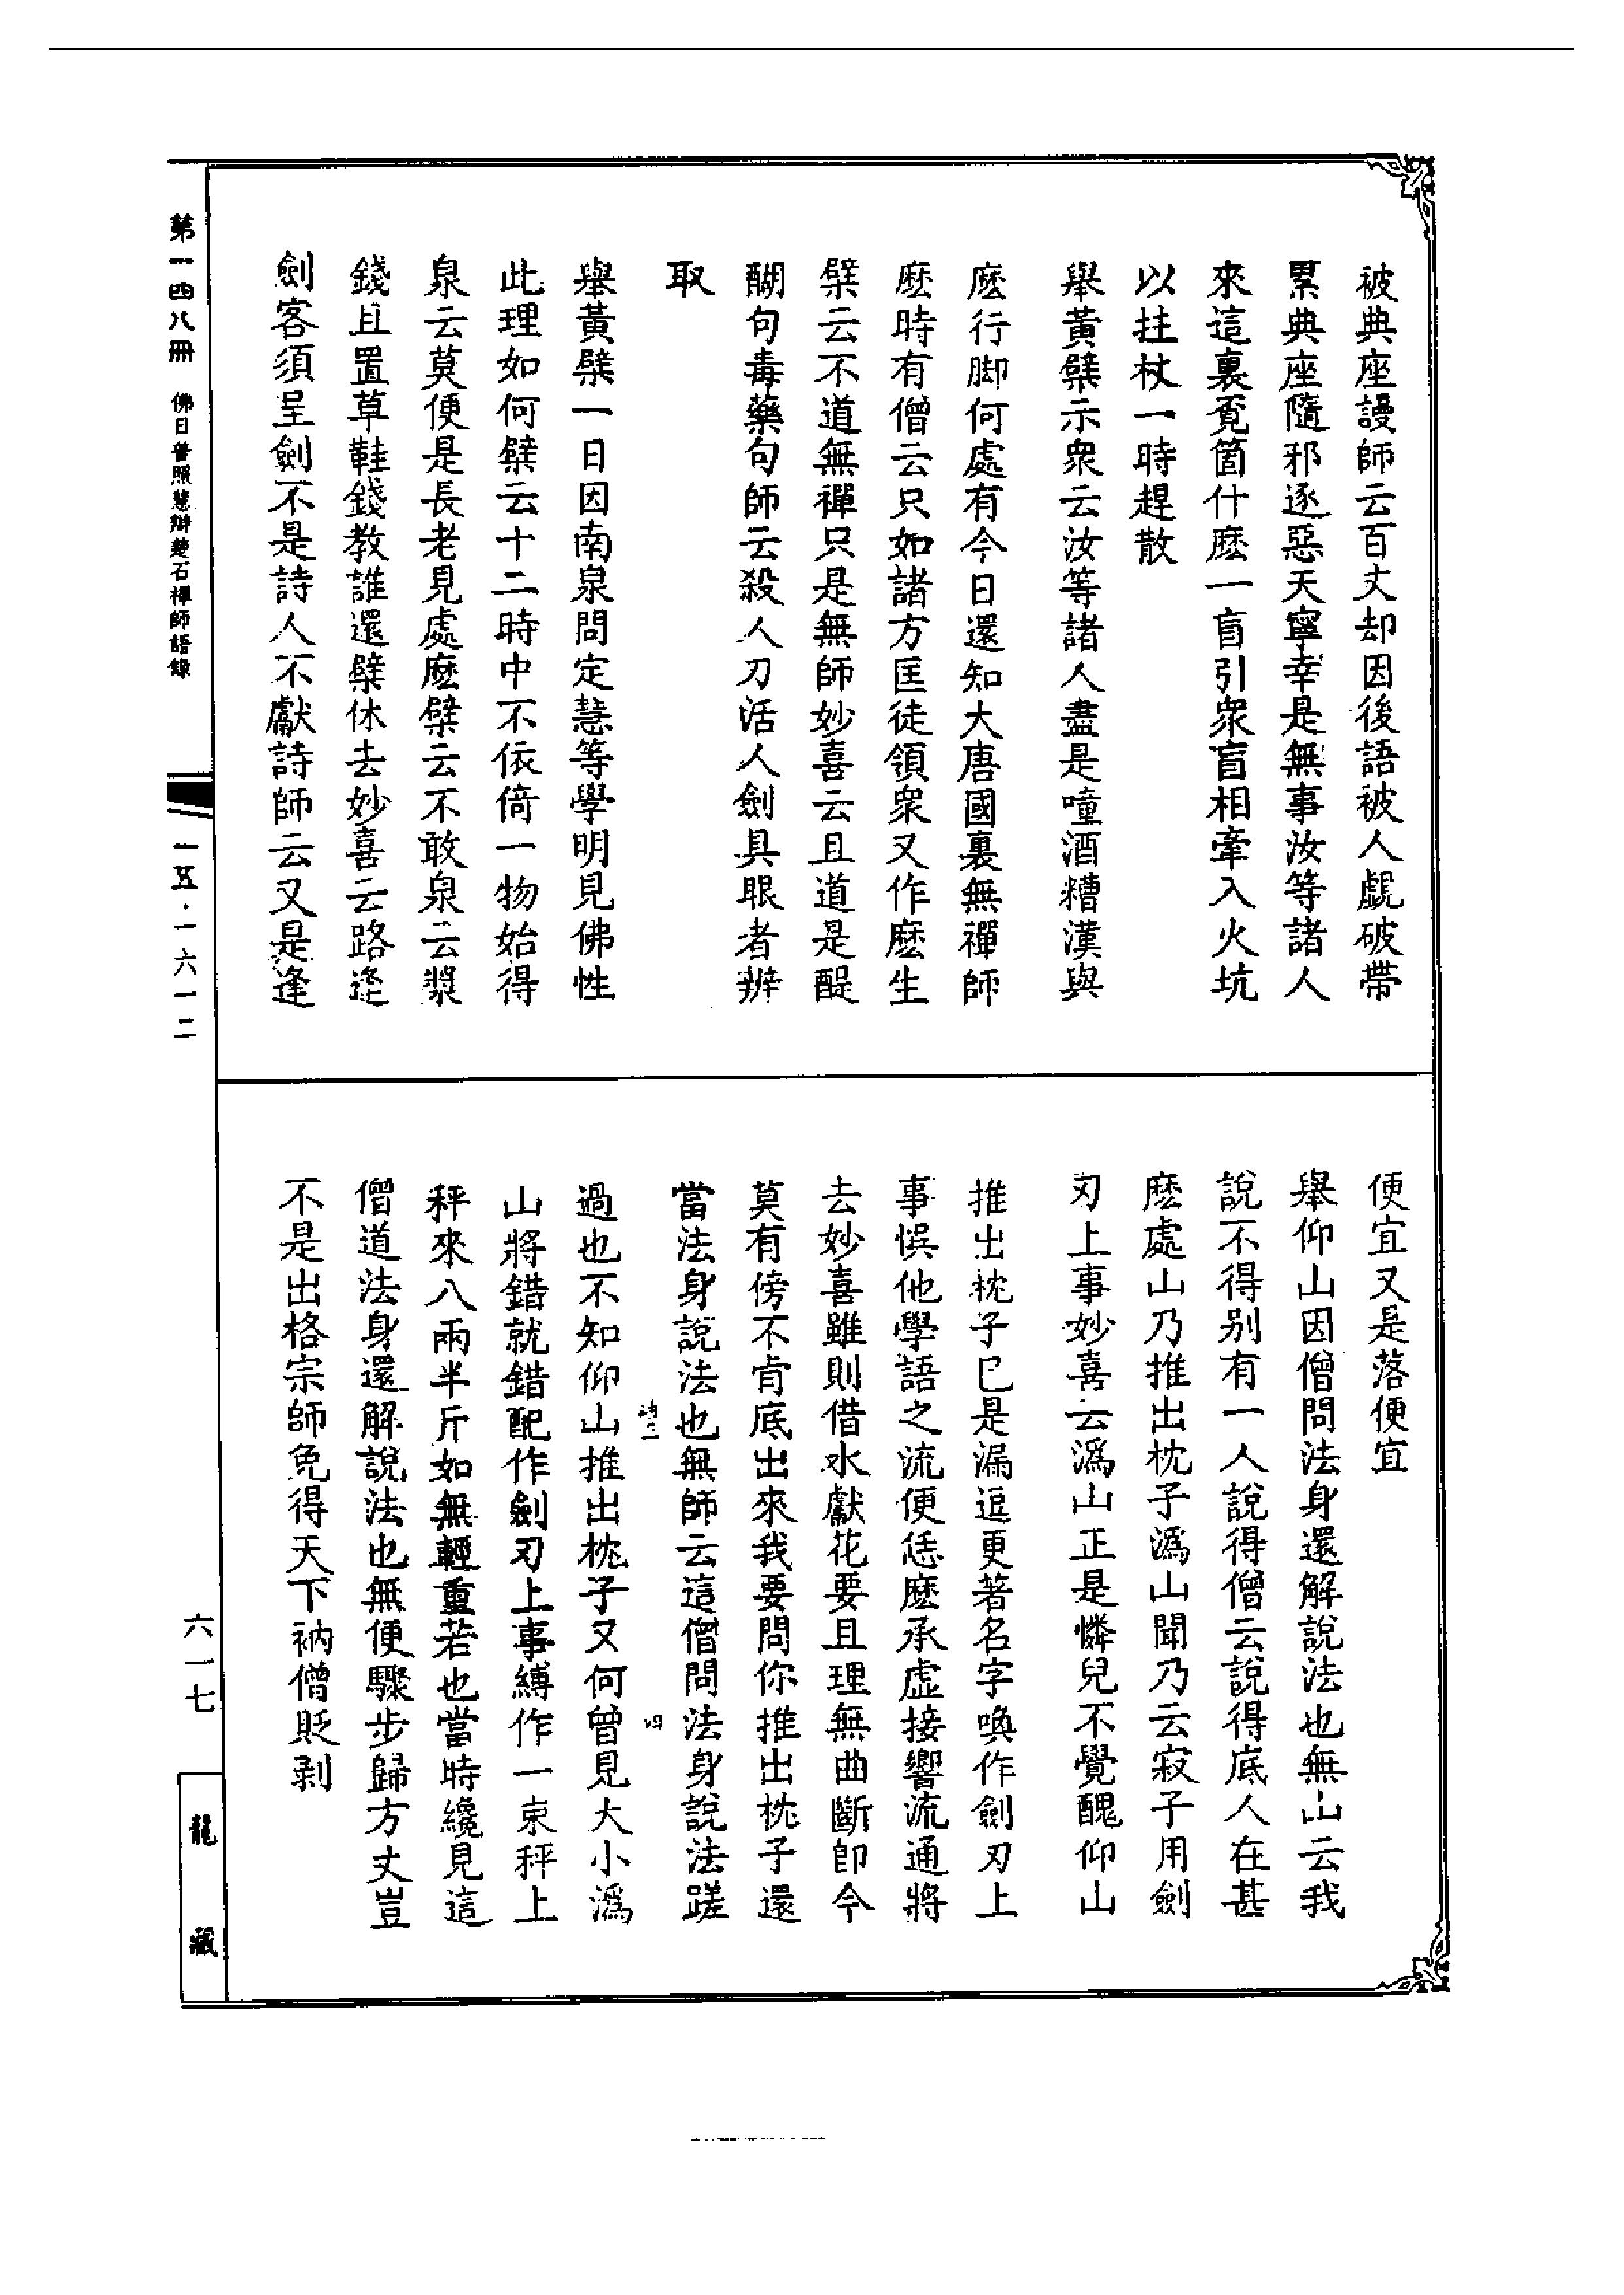 被典座謾師云百丈却因後語被人覷破帶
累典座隨邪逐惡天寧幸是無事汝等諸人
來這裏覓箇什麽一盲引衆盲相牽入火坑
以拄杖一時趕散
舉黃檗示衆云汝等諸人盡是噇酒糟漢與
麽行脚何處有今日還知大唐國裏無禪師
麽時有僧云只如諸方匡徒領衆又作麽生
檗云不道無禪只是無師妙喜云且道是醍
醐句毒藥句師云殺人刀活人劍具眼者辨
取
舉黃檗一日因南泉問定慧等學明見佛性
此理如何檗云十二時中不依倚一物始得
泉云莫便是長老見處麽檗云不敢泉云漿
錢且置草鞋錢教誰還檗休去妙喜云路逢
劍客須呈劍不是詩人不獻詩師云又是逢
便宜又是落便宜
舉仰山因僧問法身還解說法也無山云我
說不得别有一人說得僧云說得底人在甚
麽處山乃推出枕子溈山聞乃云寂子用劍
刃上事妙喜云溈山正是憐兒不覺醜仰山
推出枕子已是漏逗更著名字喚作劍刃上
事悞他學語之流便恁麽承虛接響流通將
去妙喜雖則借水獻花要且理無曲斷即今
莫有傍不肯底出來我要問你推出枕子還
當法身說法也無師云這僧問法身說法蹉
過也不知仰山推出枕子又何曾見大小溈
山將錯就錯配作劍刃上事縛作一束秤上
秤來八兩半斤如無輕重若也當時纔見這
僧道法身還解說法也無便驟步歸方丈豈
不是出格宗師免得天下衲僧貶剥
第一四八冊 佛日普照慧辯楚石禪師語錄
一五·一六一二
六一七
龍藏